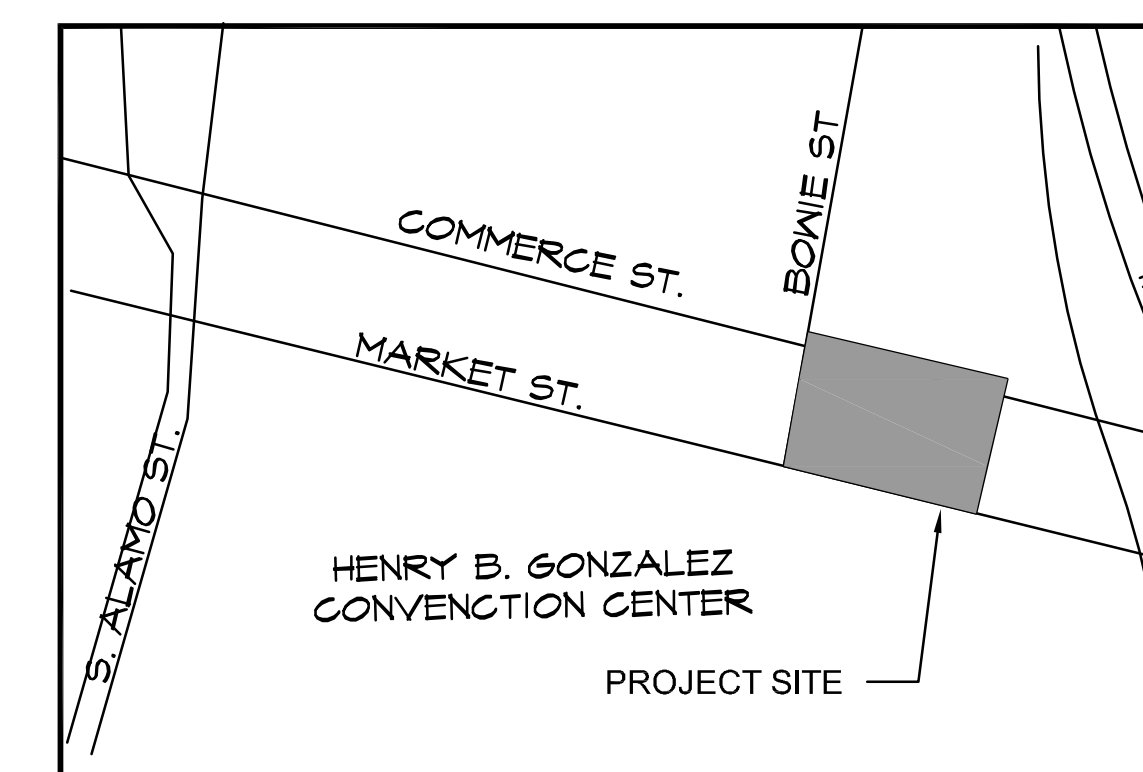 BOWIE ST
COMMERCE ST.
MARKET ST.
S. ALAMO ST.
HENRY B. GONZALEZ
CONVENCTION CENTER
PROJECT SITE